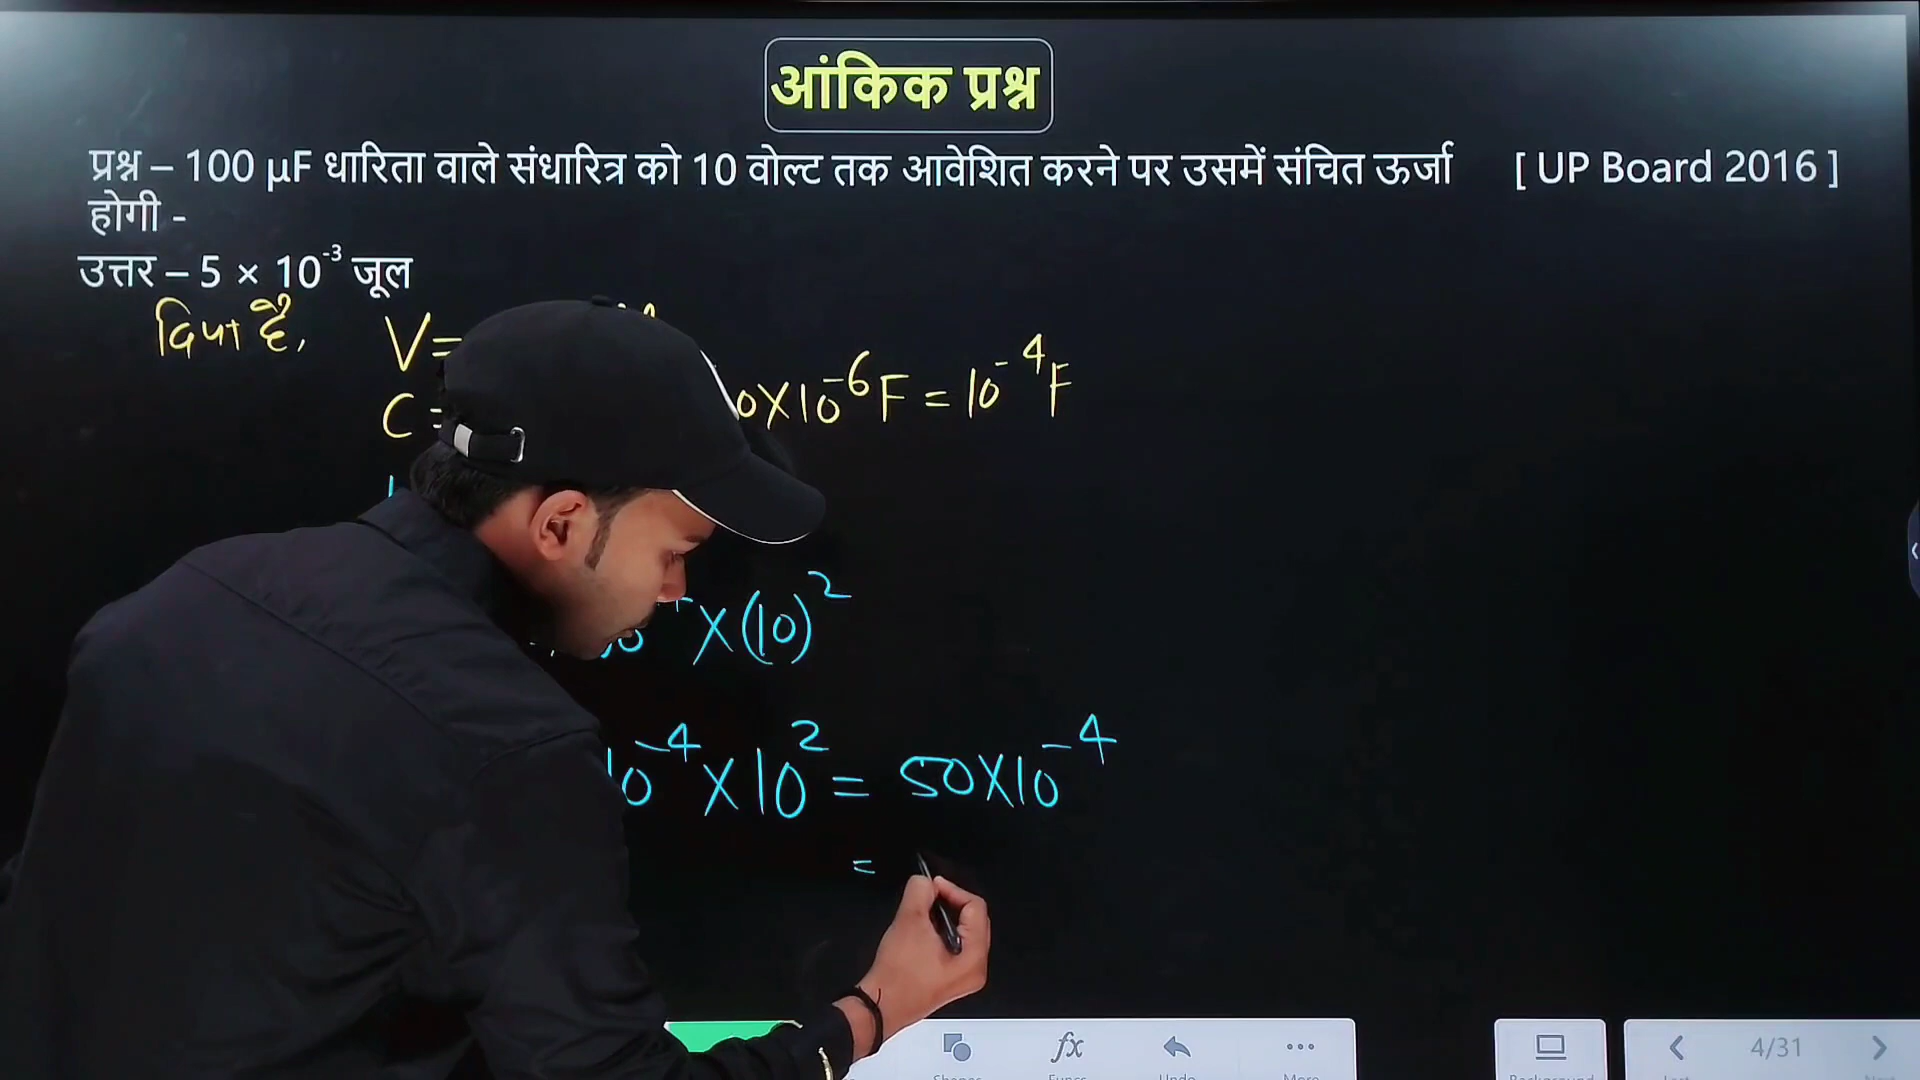 आंकिक प्रश्न
प्रश्न – 100 μF धारिता वाले संधारित्र को 10 वोल्ट तक आवेशित करने पर उसमें संचित ऊर्जा [ UP Board 2016 ]
होगी -
उत्तर – 5 × 10⁻³ जूल
दिया है, V=
C= 0×10⁻⁶F = 10⁻⁴F
×(10)²
10⁻⁴×10² = 50×10⁻⁴
=
fx
4/31